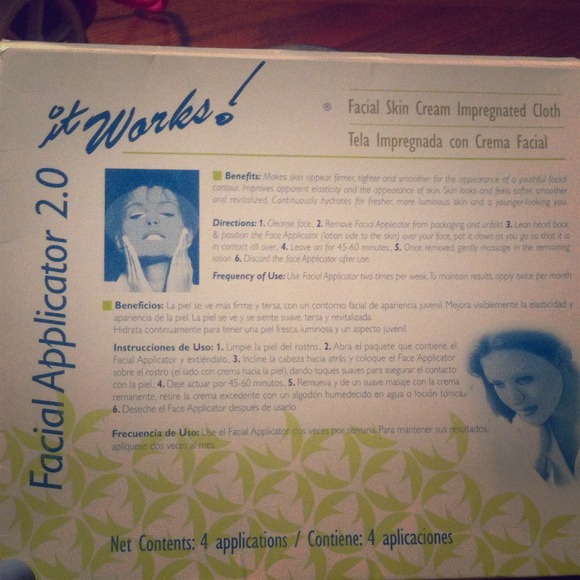 it Works!
® Facial Skin Cream Impregnated Cloth
Tela Impregnada con Crema Facial
Facial Applicator 2.0
Benefits: Makes skin appear firmer, tighter and smoother for the appearance of a youthful facial
contour. Improves apparent elasticity and the appearance of skin. Skin looks and feels softer, smoother
and revitalized. Continuously hydrates for fresher, more luminous skin and a younger-looking you.
Directions: 1. Cleanse face. 2. Remove Facial Applicator from packaging and unfold. 3. Lean head back
& position the Face Applicator (lotion side to the skin) over your face, pat it down as you go so that it is
in contact all over. 4. Leave on for 45-60 minutes. 5. Once removed, gently massage in the remaining
lotion. 6. Discard the face Applicator after use.
Frequency of Use: Use Facial Applicator two times per week. To maintain results, apply twice per month.
Beneficios: La piel se ve más firme y tersa, con un contorno facial de apariencia juvenil. Mejora visiblemente la elasticidad y
apariencia de la piel. La piel se ve y se siente suave, tersa y revitalizada.
Hidrata continuamente para tener una piel fresca, luminosa y un aspecto juvenil.
Instrucciones de Uso: 1. Limpie la piel del rostro. 2. Abra el paquete que contiene el
Facial Applicator y extiéndalo. 3. Incline la cabeza hacia atrás y coloque el Face Applicator
sobre el rostro (el lado con crema hacia la piel), dando toques suaves para asegurar el contacto
con la piel. 4. Deje actuar por 45-60 minutos. 5. Remueva y de un suave masaje con la crema
remanente, retire la crema excedente con un algodón humedecido en agua o loción tónica.
6. Deseche el Face Applicator después de usarlo.
Frecuencia de Uso: Use el Facial Applicator dos veces por semana. Para mantener sus resultados,
aplíquelo dos veces al mes.
Net Contents: 4 applications / Contiene: 4 aplicaciones